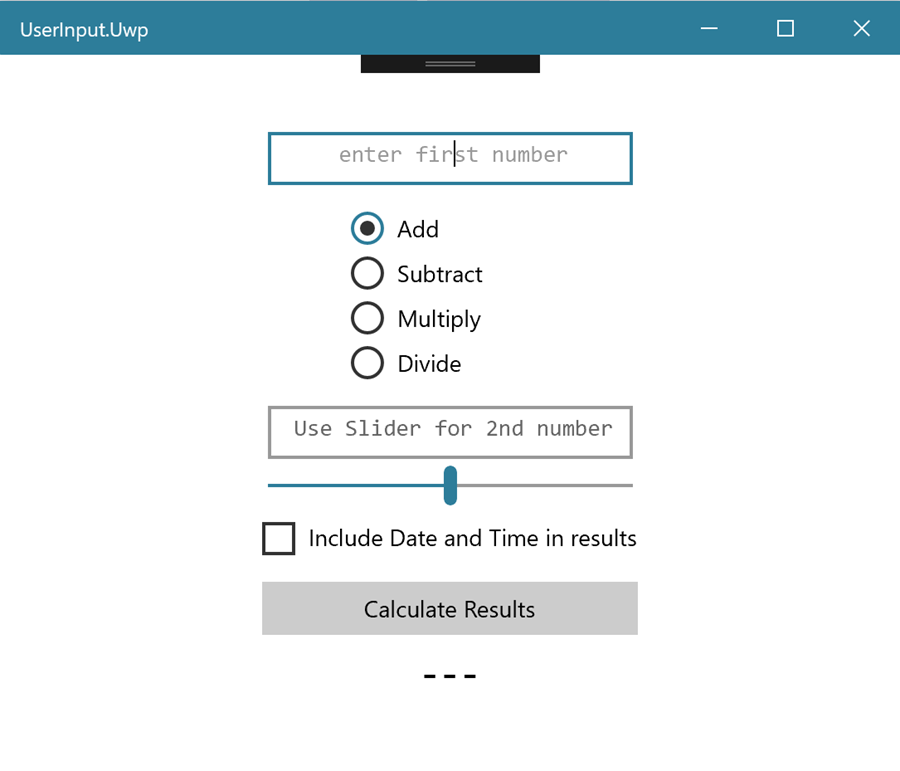 UserInput.Uwp
enter first number
Add
Subtract
Multiply
Divide
Use Slider for 2nd number
Include Date and Time in results
Calculate Results
---